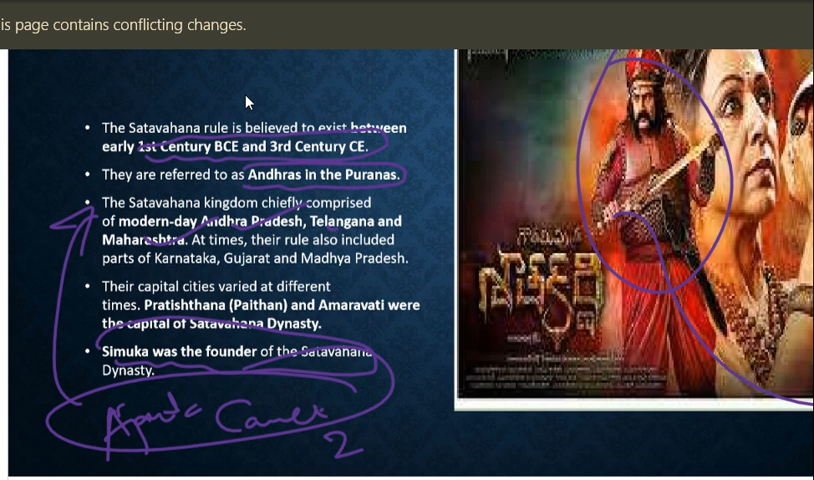 is page contains conflicting changes.
• The Satavahana rule is believed to exist between
early 1st Century BCE and 3rd Century CE.
• They are referred to as Andhras in the Puranas.
• The Satavahana kingdom chiefly comprised
of modern-day Andhra Pradesh, Telangana and
Maharashtra. At times, their rule also included
parts of Karnataka, Gujarat and Madhya Pradesh.
• Their capital cities varied at different
times. Pratishthana (Paithan) and Amaravati were
the capital of Satavahana Dynasty.
• Simuka was the founder of the Satavahana
Dynasty.
2
గౌతమిపుత్ర
శాతకర్ణి